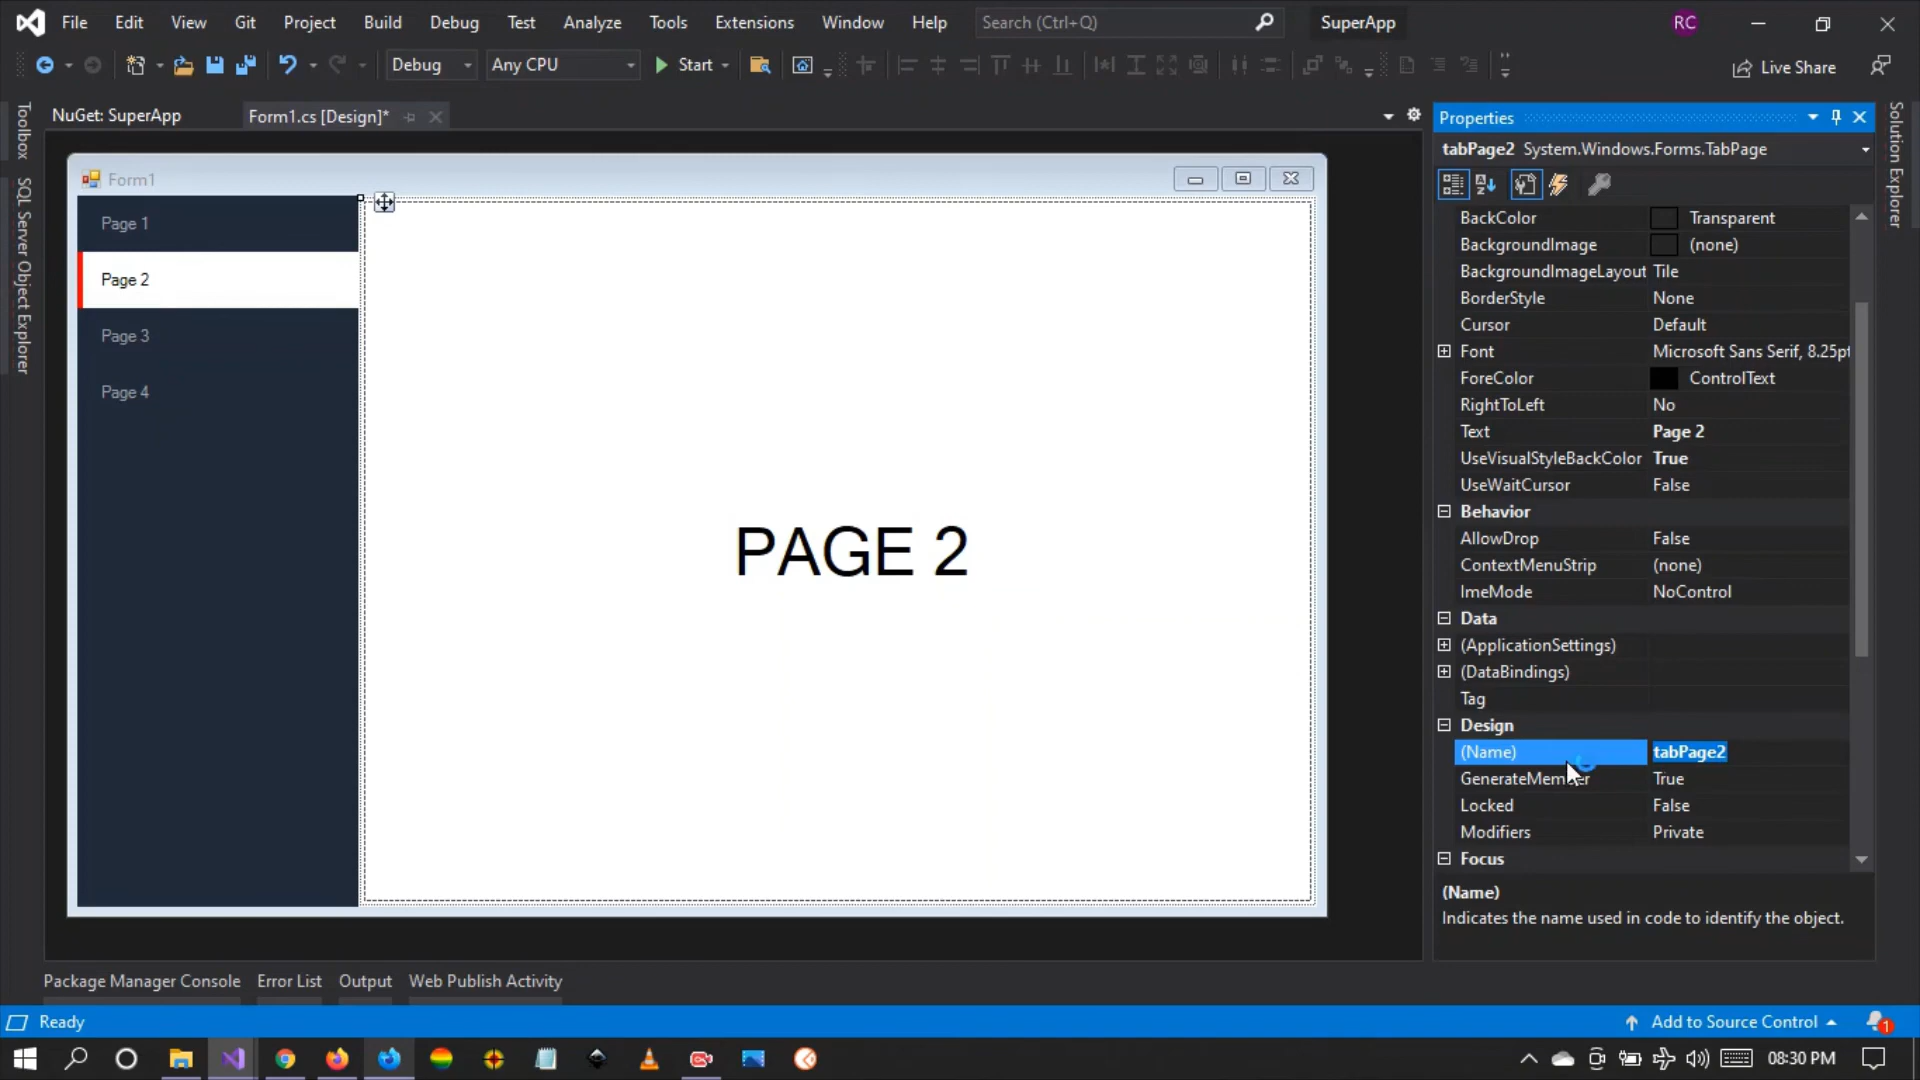 File Edit View Git Project Build Debug Test Analyze Tools Extensions Window Help Search (Ctrl+Q) SuperApp RC
Debug Any CPU Start Live Share
NuGet: SuperApp Form1.cs [Design]*
Toolbox
SQL Server Object Explorer
Form1
Page 1
Page 2
Page 3
Page 4
PAGE 2
Properties
tabPage2 System.Windows.Forms.TabPage
BackColor Transparent
BackgroundImage (none)
BackgroundImageLayout Tile
BorderStyle None
Cursor Default
Font Microsoft Sans Serif, 8.25pt
ForeColor ControlText
RightToLeft No
Text Page 2
UseVisualStyleBackColor True
UseWaitCursor False
Behavior
AllowDrop False
ContextMenuStrip (none)
ImeMode NoControl
Data
(ApplicationSettings)
(DataBindings)
Tag
Design
(Name) tabPage2
GenerateMember True
Locked False
Modifiers Private
Focus
(Name)
Indicates the name used in code to identify the object.
Solution Explorer
Package Manager Console Error List Output Web Publish Activity
Ready Add to Source Control 1
08:30 PM